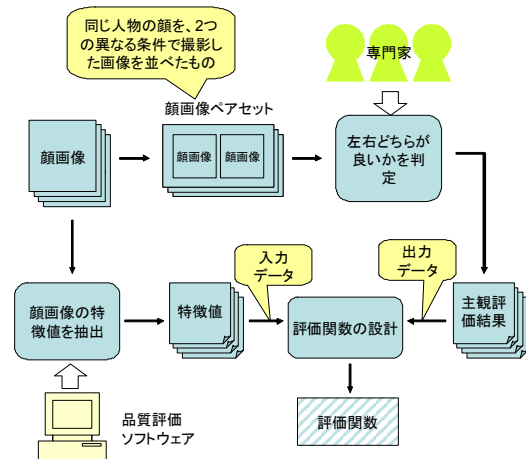 同じ人物の顔を、2つ
の異なる条件で撮影し
た画像を並べたもの
専門家
顔画像ペアセット
顔画像
顔画像
顔画像
左右どちらが
良いかを判
定
入力
データ
出力
データ
顔画像の特
徴値を抽出
特徴値
評価関数の設計
主観評
価結果
品質評価
ソフトウェア
評価関数